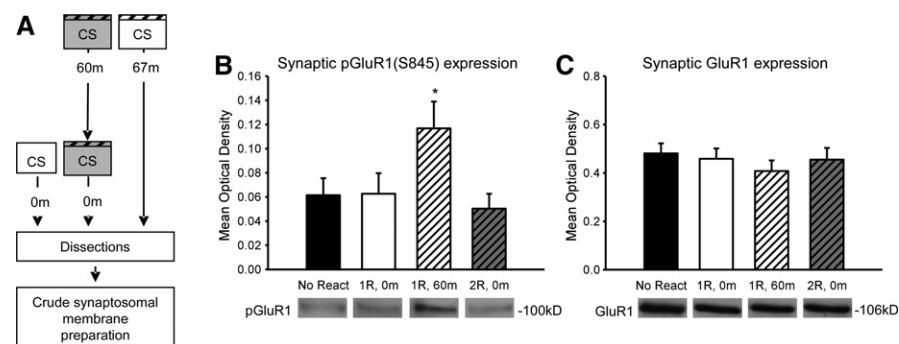 A
CS
CS
60m
67m
CS
CS
0m
0m
Dissections
Crude synaptosomal
membrane
preparation
B
Synaptic pGluR1(S845) expression
Mean Optical Density
0.16
0.14
0.12
0.10
0.08
0.06
0.04
0.02
0.00
*
No React
1R, 0m
1R, 60m
2R, 0m
pGluR1
-100kD
C
Synaptic GluR1 expression
Mean Optical Density
0.8
0.6
0.4
0.2
0.0
No React
1R, 0m
1R, 60m
2R, 0m
GluR1
-106kD